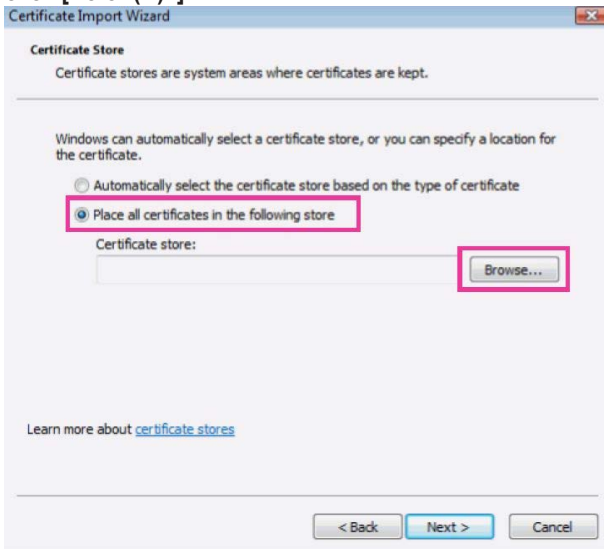 Certificate Import Wizard
Certificate Store
Certificate stores are system areas where certificates are kept.
Windows can automatically select a certificate store, or you can specify a location for
the certificate.
Automatically select the certificate store based on the type of certificate
Place all certificates in the following store
Certificate store:
Browse...
Learn more about certificate stores
< Back Next > Cancel